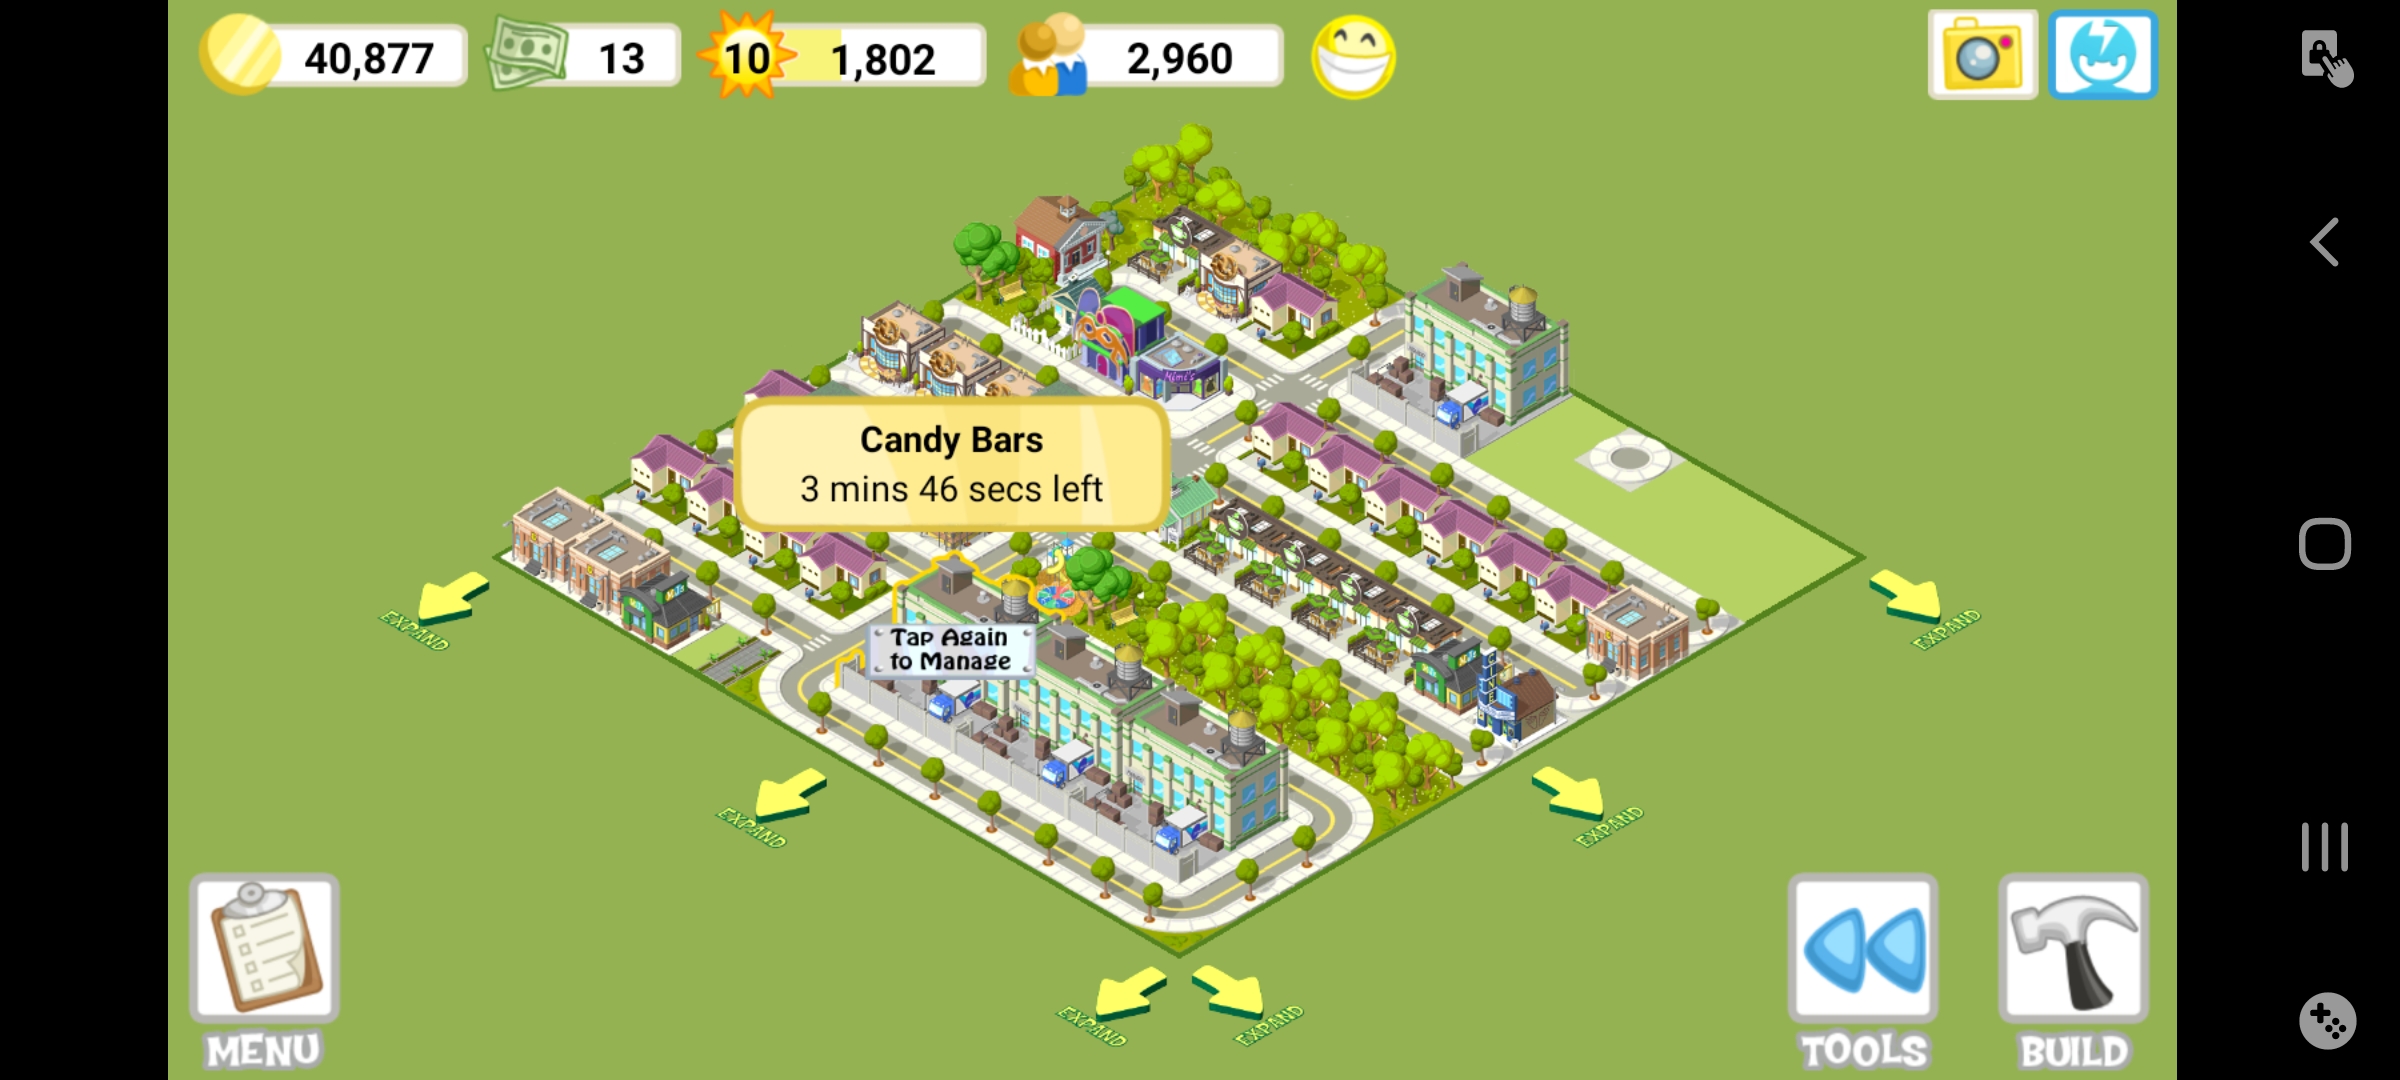 40,877
13
10
1,802
2,960
Mimi's
Candy Bars
3 mins 46 secs left
Tap Again
to Manage
EXPAND
EXPAND
EXPAND
EXPAND
EXPAND
EXPAND
MENU
TOOLS
BUILD